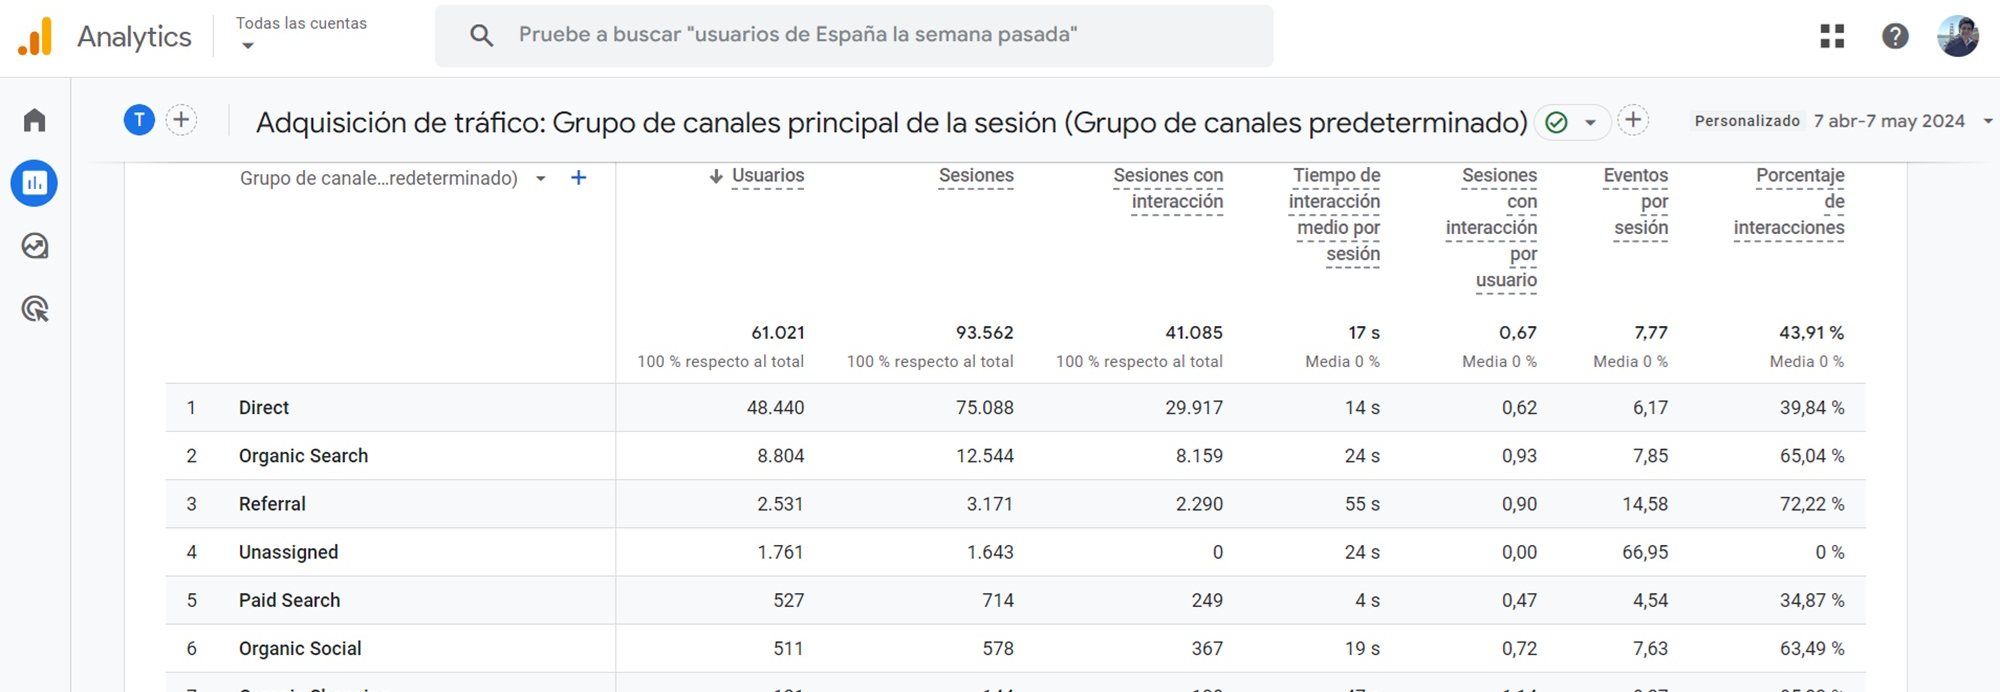 Analytics
Todas las cuentas
Pruebe a buscar "usuarios de España la semana pasada"
T
Adquisición de tráfico: Grupo de canales principal de la sesión (Grupo de canales predeterminado)
Personalizado 7 abr-7 may 2024
Grupo de canale...redeterminado)
Usuarios
Sesiones
Sesiones con
interacción
Tiempo de
interacción
medio por
sesión
Sesiones
con
interacción
por
usuario
Eventos
por
sesión
Porcentaje
de
interacciones
61.021 93.562 41.085 17 s 0,67 7,77 43,91 %
100 % respecto al total 100 % respecto al total 100 % respecto al total Media 0 % Media 0 % Media 0 % Media 0 %
1 Direct 48.440 75.088 29.917 14 s 0,62 6,17 39,84 %
2 Organic Search 8.804 12.544 8.159 24 s 0,93 7,85 65,04 %
3 Referral 2.531 3.171 2.290 55 s 0,90 14,58 72,22 %
4 Unassigned 1.761 1.643 0 24 s 0,00 66,95 0 %
5 Paid Search 527 714 249 4 s 0,47 4,54 34,87 %
6 Organic Social 511 578 367 19 s 0,72 7,63 63,49 %